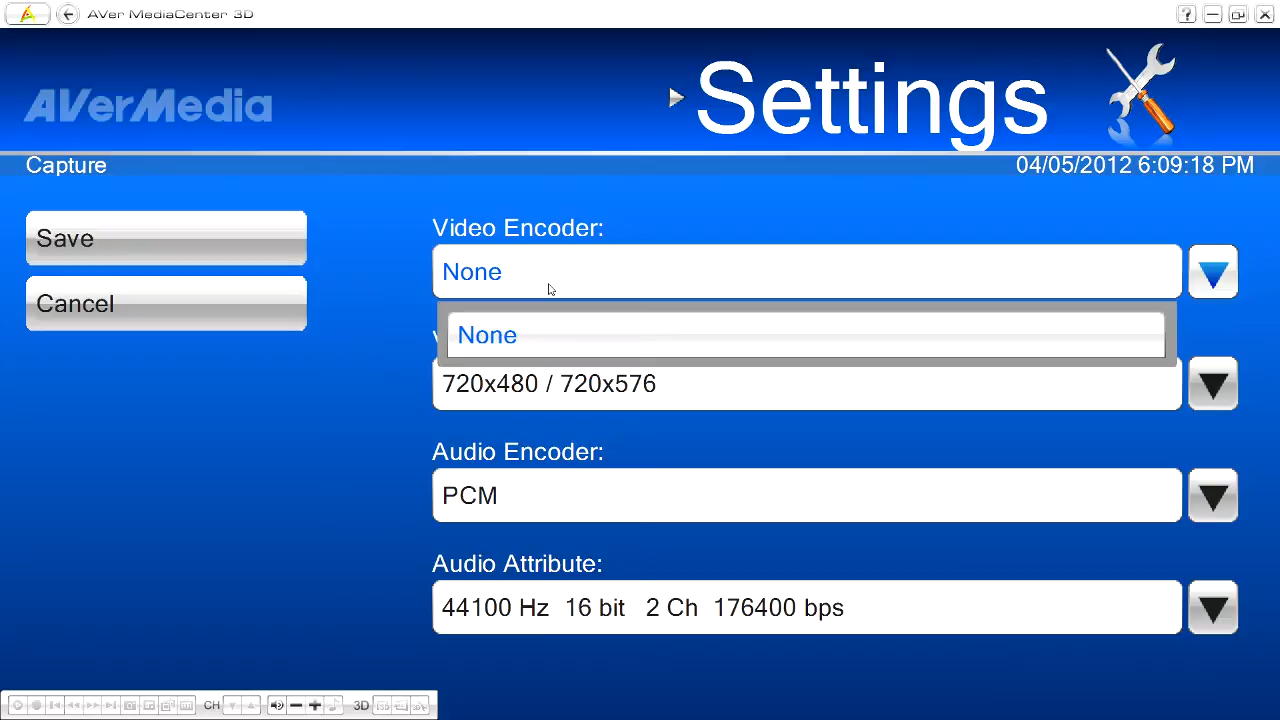 AVer MediaCenter 3D
Settings
AVerMedia
Capture
04/05/2012 6:09:18 PM
Save
Cancel
Video Encoder:
None
None
720x480 / 720x576
Audio Encoder:
PCM
Audio Attribute:
44100 Hz 16 bit 2 Ch 176400 bps
CH
3D